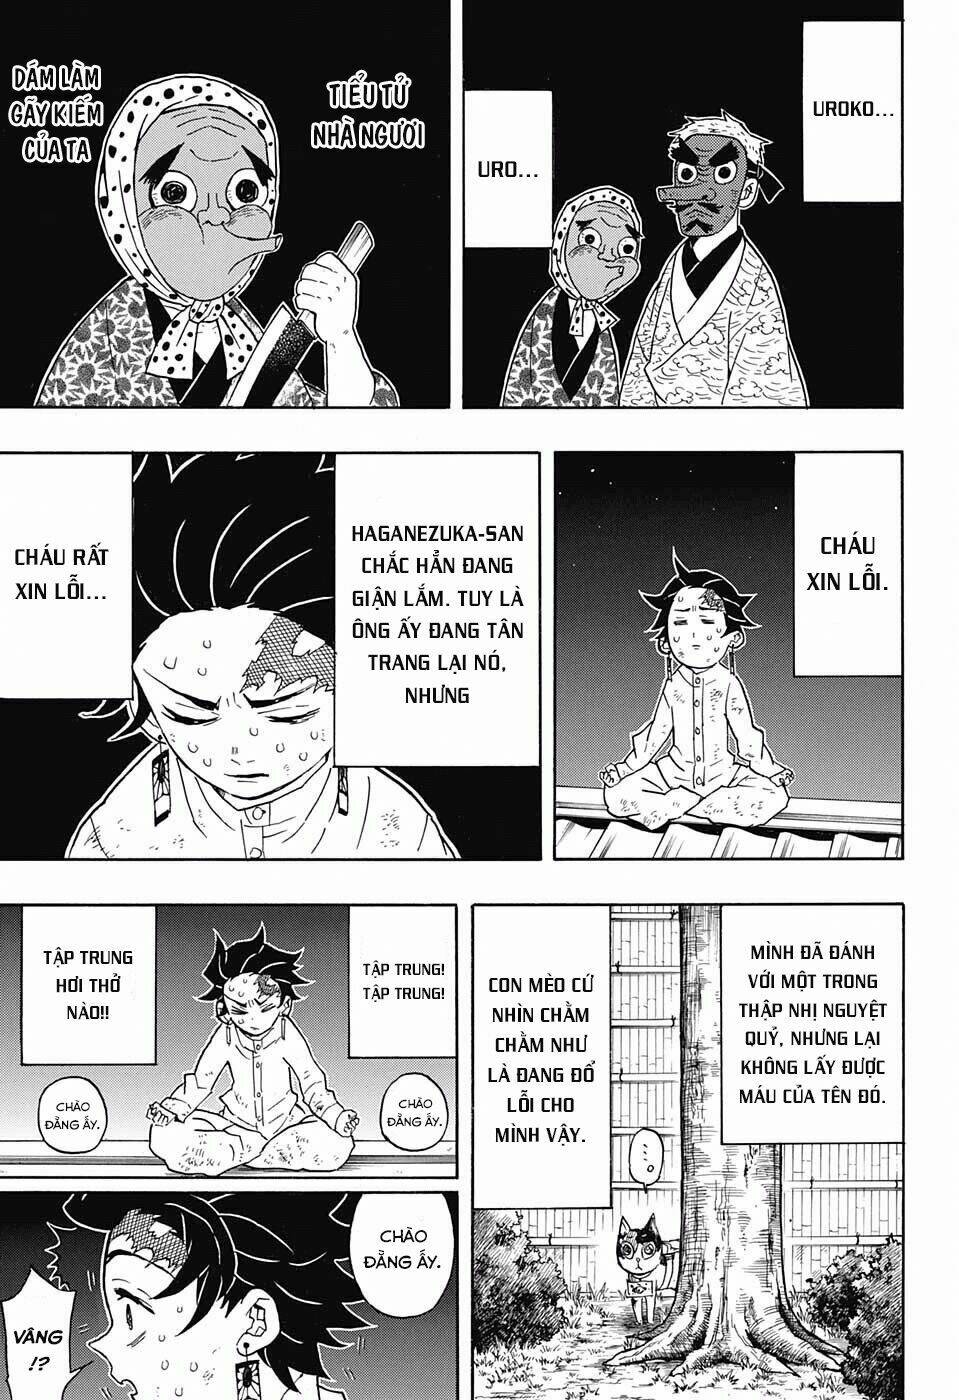 UROKO...
URO...
TIỂU TỬ
NHÀ NGƯƠI
DÁM LÀM
GÃY KIẾM
CỦA TA
CHÁU
XIN LỖI.
HAGANEZUKA-SAN
CHẮC HẲN ĐANG
GIẬN LẮM. TUY LÀ
ÔNG ẤY ĐANG TÂN
TRANG LẠI NÓ,
NHƯNG
CHÁU RẤT
XIN LỖI...
MÌNH ĐÃ ĐÁNH
VỚI MỘT TRONG
THẬP NHỊ NGUYỆT
QUỶ, NHƯNG LẠI
KHÔNG LẤY ĐƯỢC
MÁU CỦA TÊN ĐÓ.
CON MÈO CỨ
NHÌN CHẰM
CHẰM NHƯ
LÀ ĐANG ĐỔ
LỖI CHO
MÌNH VẬY.
...
TẬP TRUNG!
TẬP TRUNG!
TẬP TRUNG
HƠI THỞ
NÀO!!
CHÀO
ĐẰNG ẤY.
CHÀO
ĐẰNG ẤY.
CHÀO
ĐẰNG ẤY.
VÂNG
!?